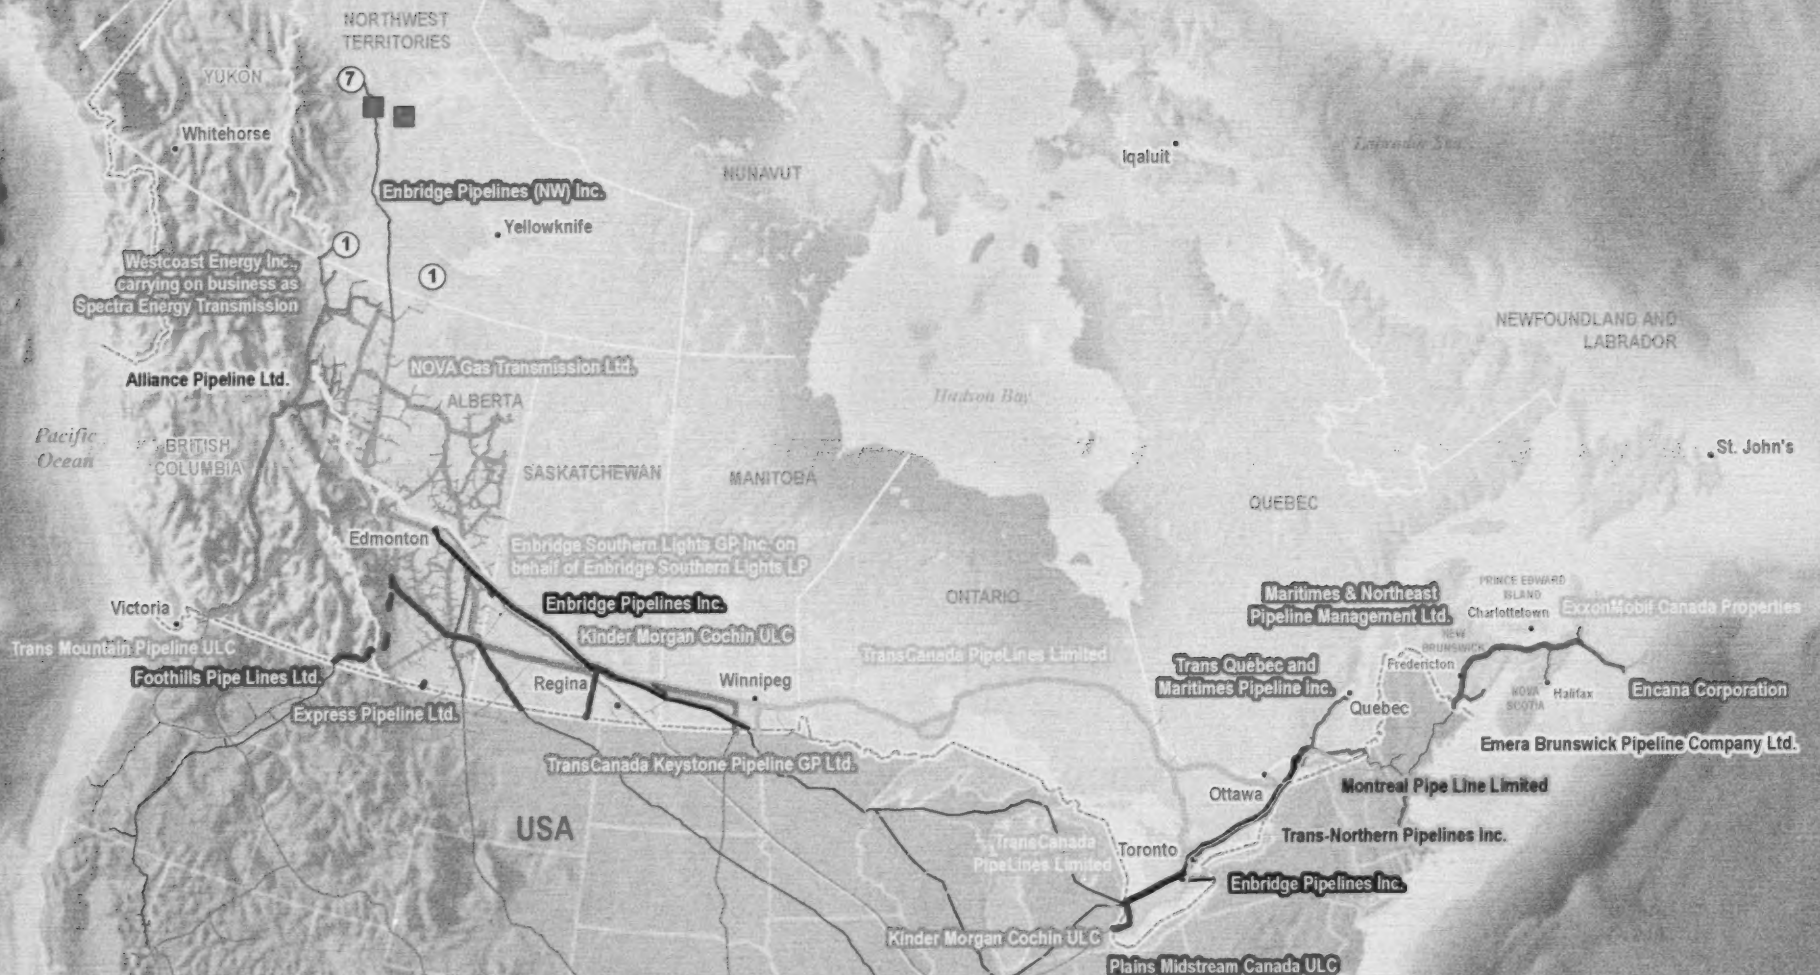 NORTHWEST
TERRITORIES
YUKON
7
Whitehorse
Iqaluit
Labrador Sea
NUNAVUT
Enbridge Pipelines (NW) Inc.
Yellowknife
1
1
Westcoast Energy Inc.,
carrying on business as
Spectra Energy Transmission
NEWFOUNDLAND AND
LABRADOR
NOVA Gas Transmission Ltd.
Alliance Pipeline Ltd.
ALBERTA
Hudson Bay
Pacific
Ocean
BRITISH
COLUMBIA
SASKATCHEWAN
MANITOBA
QUEBEC
St. John's
Edmonton
Enbridge Southern Lights GP Inc. on
behalf of Enbridge Southern Lights LP
Enbridge Pipelines Inc.
Kinder Morgan Cochin ULC
ONTARIO
Maritimes & Northeast
Pipeline Management Ltd.
PRINCE EDWARD
ISLAND
Charlottetown
ExxonMobil Canada Properties
Victoria
Trans Mountain Pipeline ULC
Foothills Pipe Lines Ltd.
Express Pipeline Ltd.
Regina
Winnipeg
TransCanada PipeLines Limited
Trans Québec and
Maritimes Pipeline Inc.
NEW
BRUNSWICK
Fredericton
NOVA
SCOTIA
Halifax
Encana Corporation
Quebec
Emera Brunswick Pipeline Company Ltd.
TransCanada Keystone Pipeline GP Ltd.
Ottawa
Montreal Pipe Line Limited
USA
TransCanada
PipeLines Limited
Toronto
Trans-Northern Pipelines Inc.
Enbridge Pipelines Inc.
Kinder Morgan Cochin ULC
Plains Midstream Canada ULC